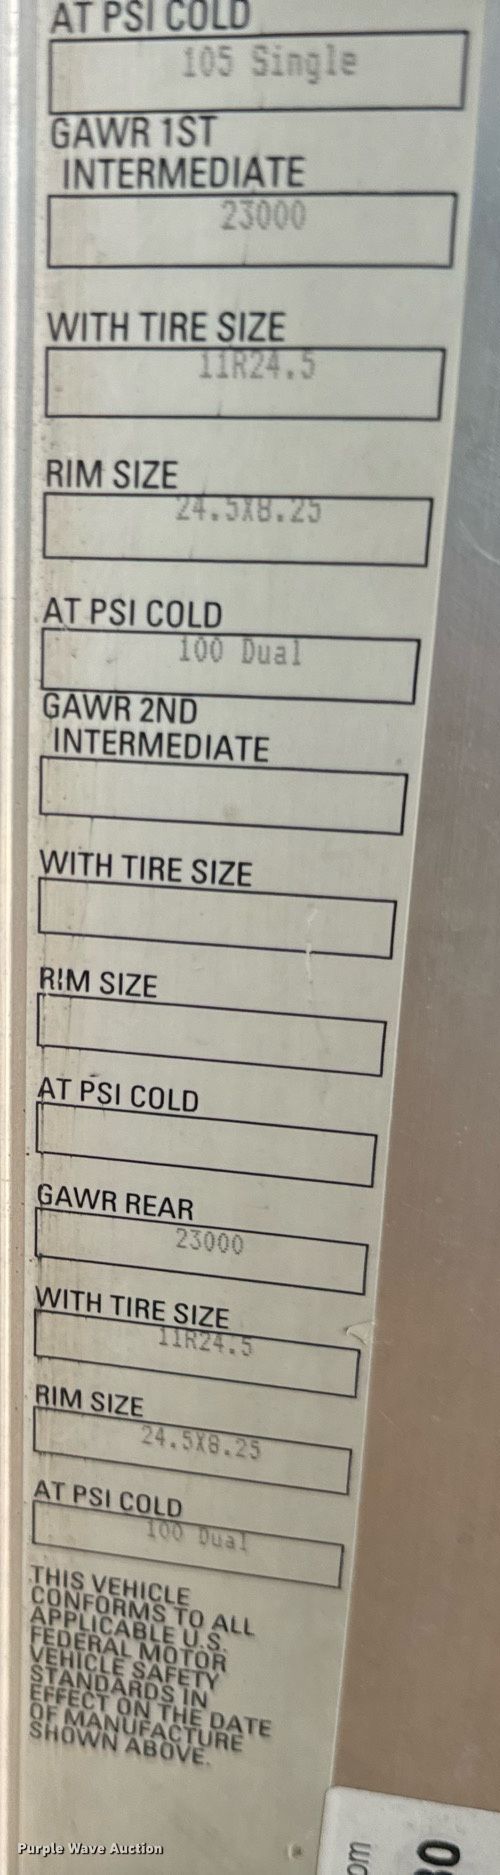 AT PSI COLD
105 Single
GAWR 1ST
INTERMEDIATE
23000
WITH TIRE SIZE
11R24.5
RIM SIZE
24.5X8.25
AT PSI COLD
100 Dual
GAWR 2ND
INTERMEDIATE
WITH TIRE SIZE
RIM SIZE
AT PSI COLD
GAWR REAR
23000
WITH TIRE SIZE
11R24.5
RIM SIZE
24.5X8.25
AT PSI COLD
100 Dual
THIS VEHICLE
CONFORMS TO ALL
APPLICABLE U.S.
FEDERAL MOTOR
VEHICLE SAFETY
STANDARDS IN
EFFECT ON THE DATE
OF MANUFACTURE
SHOWN ABOVE.
Purple Wave Auction
om
0